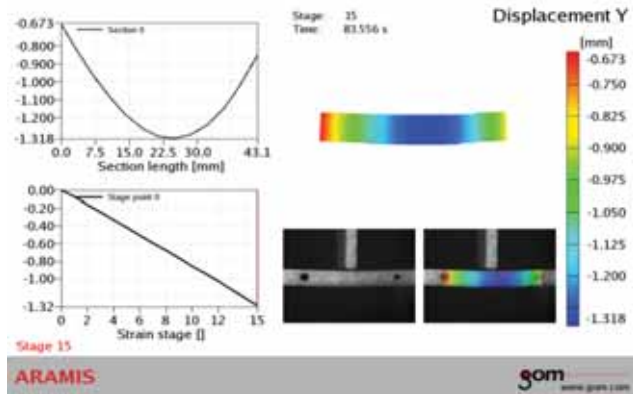 Stage: 15
Time: 83.556 s
Displacement Y
[mm]
-0.673
-0.750
-0.825
-0.900
-0.975
-1.050
-1.125
-1.200
-1.318
-0.673
-0.800
-0.900
-1.000
-1.100
-1.200
-1.318
Section 0
0.0 7.5 15.0 22.5 30.0 43.1
Section length [mm]
0.00
-0.20
-0.40
-0.60
-0.80
-1.00
-1.32
Stage point 0
0 2 4 6 8 10 12 15
Strain stage []
Stage 15
ARAMIS
gom
www.gom.com